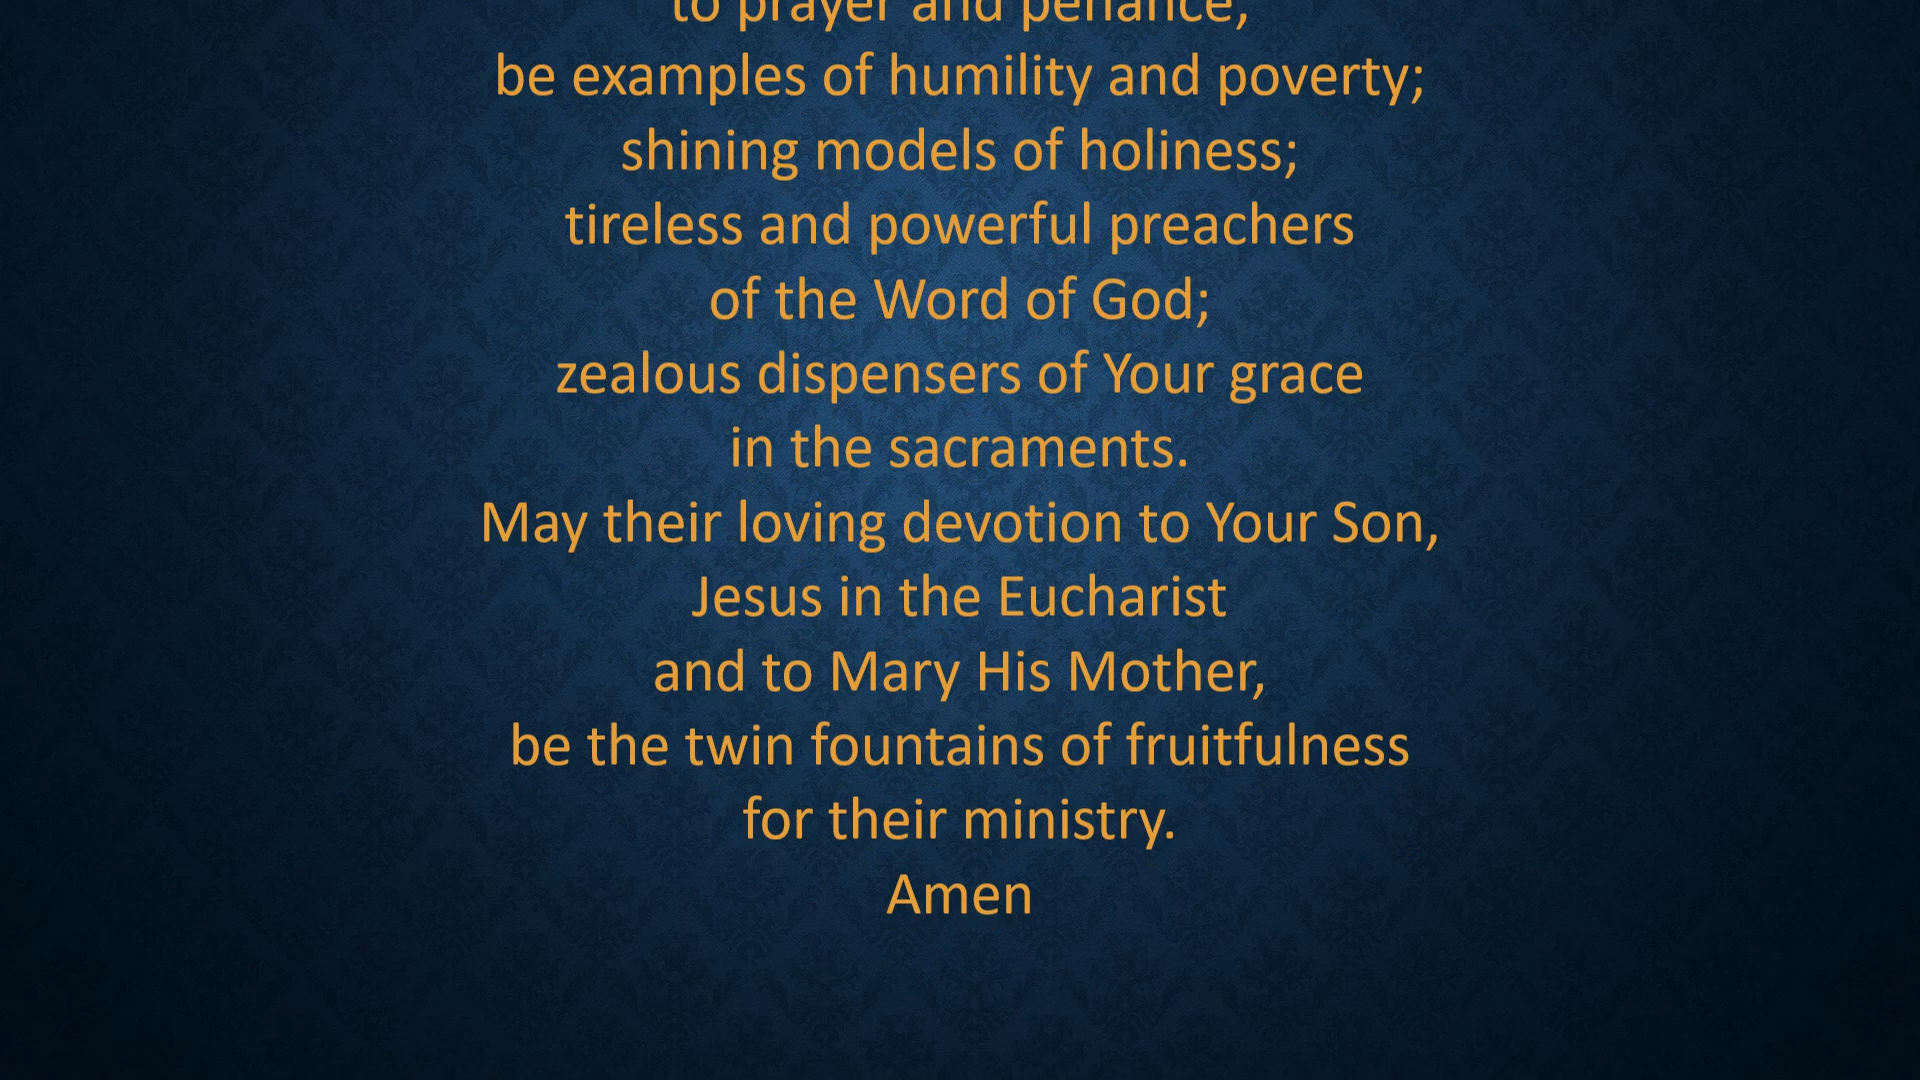 to prayer and penance,
be examples of humility and poverty;
shining models of holiness;
tireless and powerful preachers
of the Word of God;
zealous dispensers of Your grace
in the sacraments.
May their loving devotion to Your Son,
Jesus in the Eucharist
and to Mary His Mother,
be the twin fountains of fruitfulness
for their ministry.
Amen